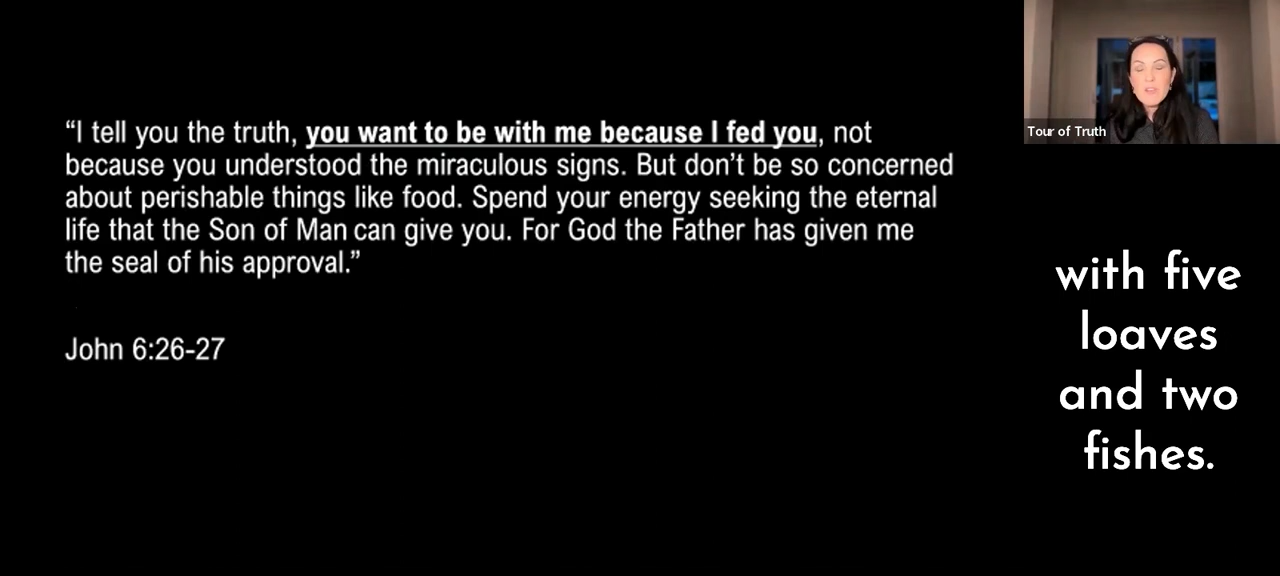 “I tell you the truth, you want to be with me because I fed you, not
because you understood the miraculous signs. But don’t be so concerned
about perishable things like food. Spend your energy seeking the eternal
life that the Son of Man can give you. For God the Father has given me
the seal of his approval.”
John 6:26-27
Tour of Truth
with five
loaves
and two
fishes.